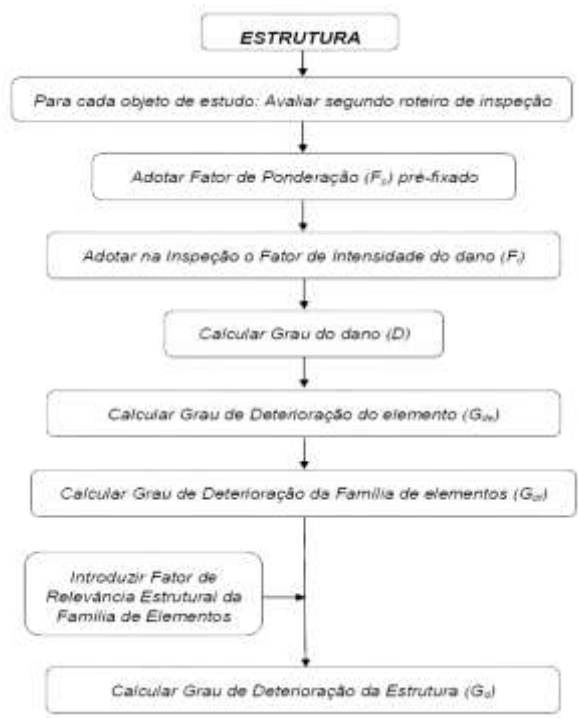 ESTRUTURA
Para cada objeto de estudo: Avaliar segundo roteiro de inspeção
Adotar Fator de Ponderação (Fₚ) pré-fixado
Adotar na Inspeção o Fator de Intensidade do dano (Fᵢ)
Calcular Grau do dano (D)
Calcular Grau de Deterioração do elemento (G_de)
Calcular Grau de Deterioração da Família de elementos (G_df)
Introduzir Fator de
Relevância Estrutural da
Família de Elementos
Calcular Grau de Deterioração da Estrutura (G_d)